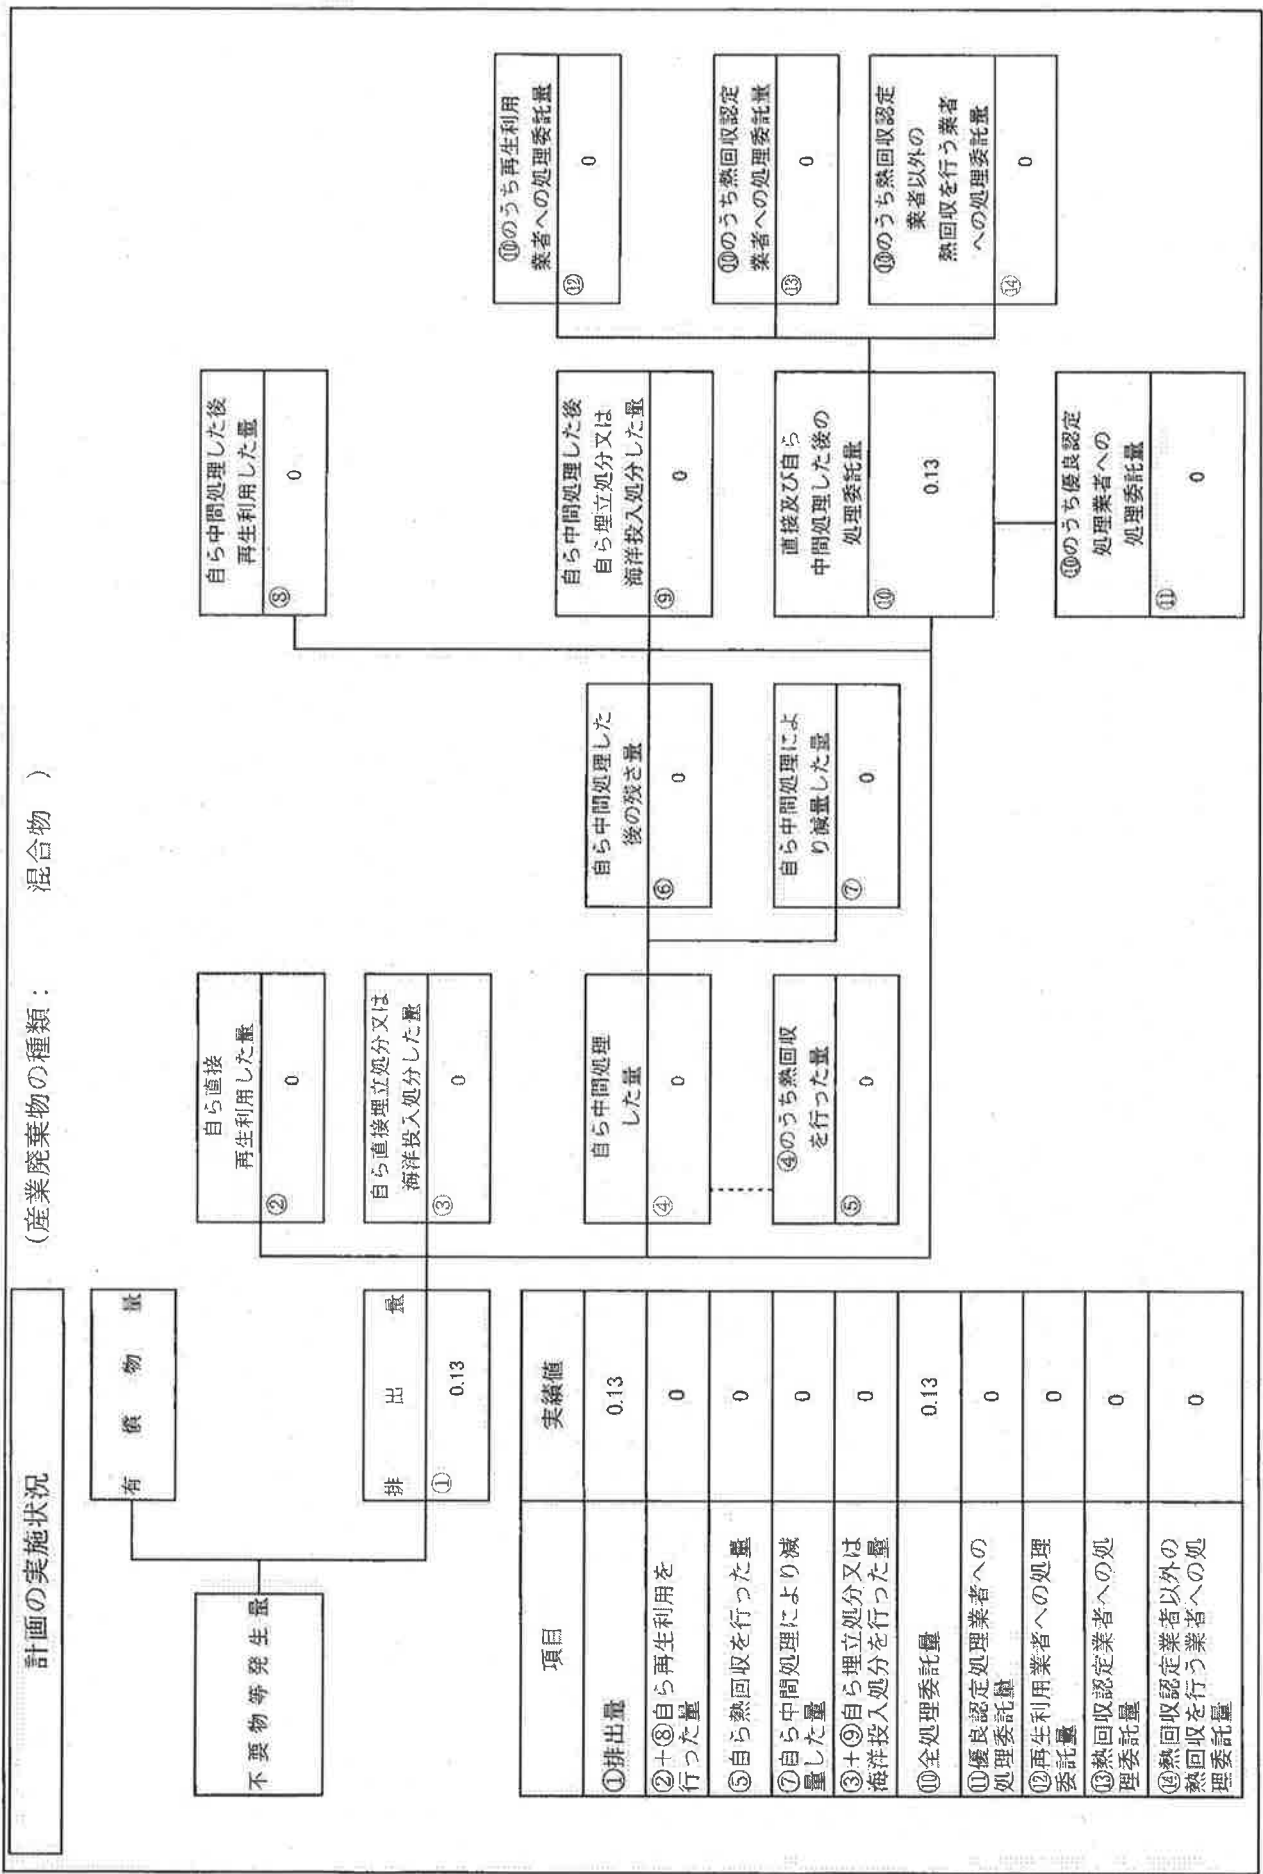 計画の実施状況
(産業廃棄物の種類： 混合物 )
不要物等発生量
有償物量
排出量
①
0.13
自ら直接
再生利用した量
②
0
自ら直接埋立処分又は
海洋投入処分した量
③
0
自ら中間処理
した量
④
0
④のうち熱回収
を行った量
⑤
0
自ら中間処理した
後の残さ量
⑥
0
自ら中間処理によ
り減量した量
⑦
0
自ら中間処理した後
再生利用した量
⑧
0
自ら中間処理した後
自ら埋立処分又は
海洋投入処分した量
⑨
0
直接及び自ら
中間処理した後の
処理委託量
⑩
0.13
⑩のうち優良認定
処理業者への
処理委託量
⑪
0
⑩のうち再生利用
業者への処理委託量
⑫
0
⑩のうち熱回収認定
業者への処理委託量
⑬
0
⑩のうち熱回収認定
業者以外の
熱回収を行う業者
への処理委託量
⑭
0
項目 実績値
①排出量 0.13
②+⑧自ら再生利用を
行った量 0
⑤自ら熱回収を行った量 0
⑦自ら中間処理により減
量した量 0
③+⑨自ら埋立処分又は
海洋投入処分を行った量 0
⑩全処理委託量 0.13
⑪優良認定処理業者への
処理委託量 0
⑫再生利用業者への処理
委託量 0
⑬熱回収認定業者への処
理委託量 0
⑭熱回収認定業者以外の
熱回収を行う業者への処
理委託量 0